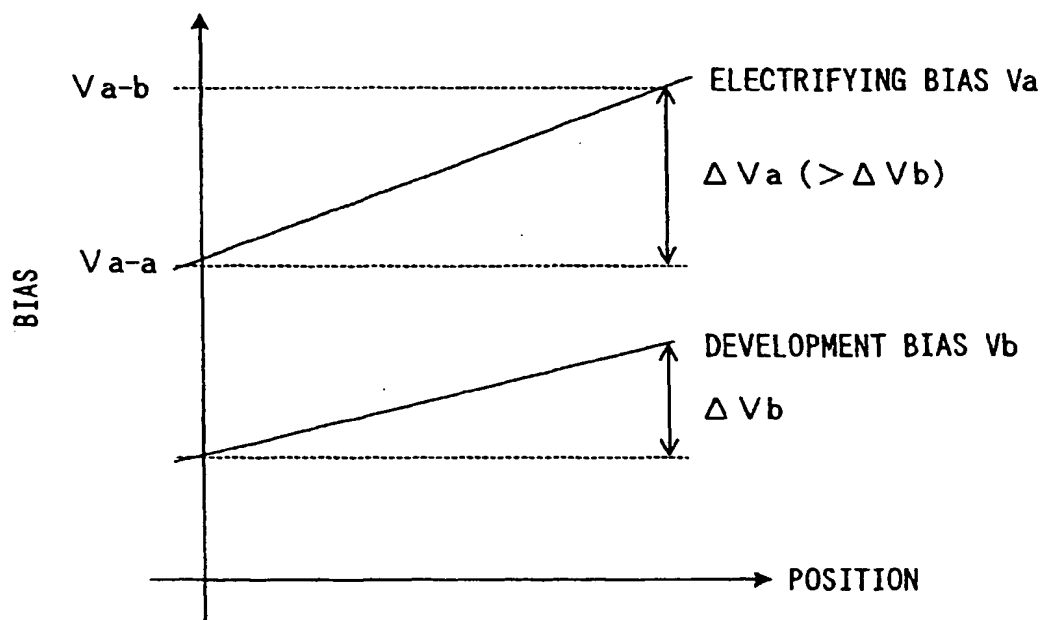 Va-b
ELECTRIFYING BIAS Va
ΔVa (>ΔVb)
Va-a
BIAS
DEVELOPMENT BIAS Vb
ΔVb
POSITION